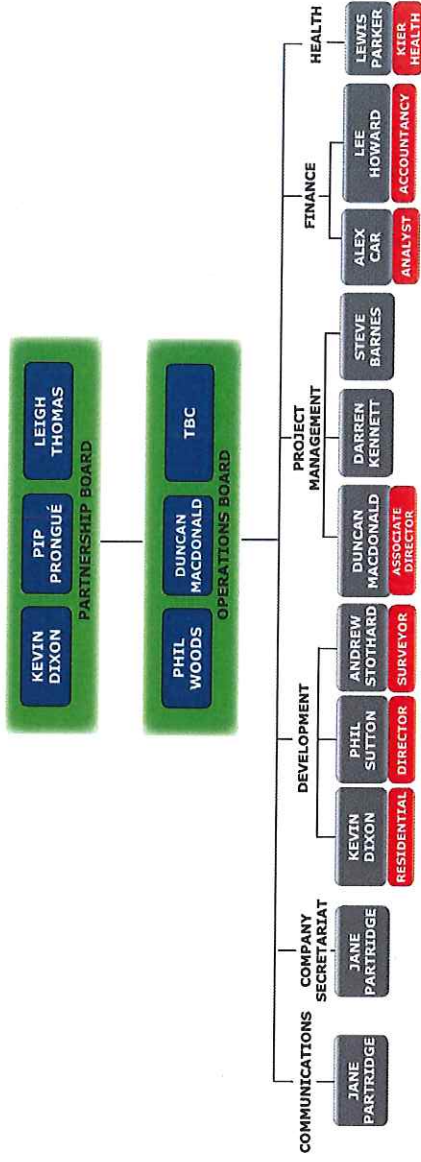 KEVIN
DIXON
PIP
PRONGUÉ
LEIGH
THOMAS
PARTNERSHIP BOARD
PHIL
WOODS
DUNCAN
MACDONALD
TBC
OPERATIONS BOARD
COMMUNICATIONS
JANE
PARTRIDGE
COMPANY
SECRETARIAT
JANE
PARTRIDGE
DEVELOPMENT
KEVIN
DIXON
RESIDENTIAL
PHIL
SUTTON
DIRECTOR
ANDREW
STOTHARD
SURVEYOR
PROJECT
MANAGEMENT
DUNCAN
MACDONALD
ASSOCIATE
DIRECTOR
DARREN
KENNETT
STEVE
BARNES
FINANCE
ALEX
CAR
ANALYST
LEE
HOWARD
ACCOUNTANCY
HEALTH
LEWIS
PARKER
KIER
HEALTH